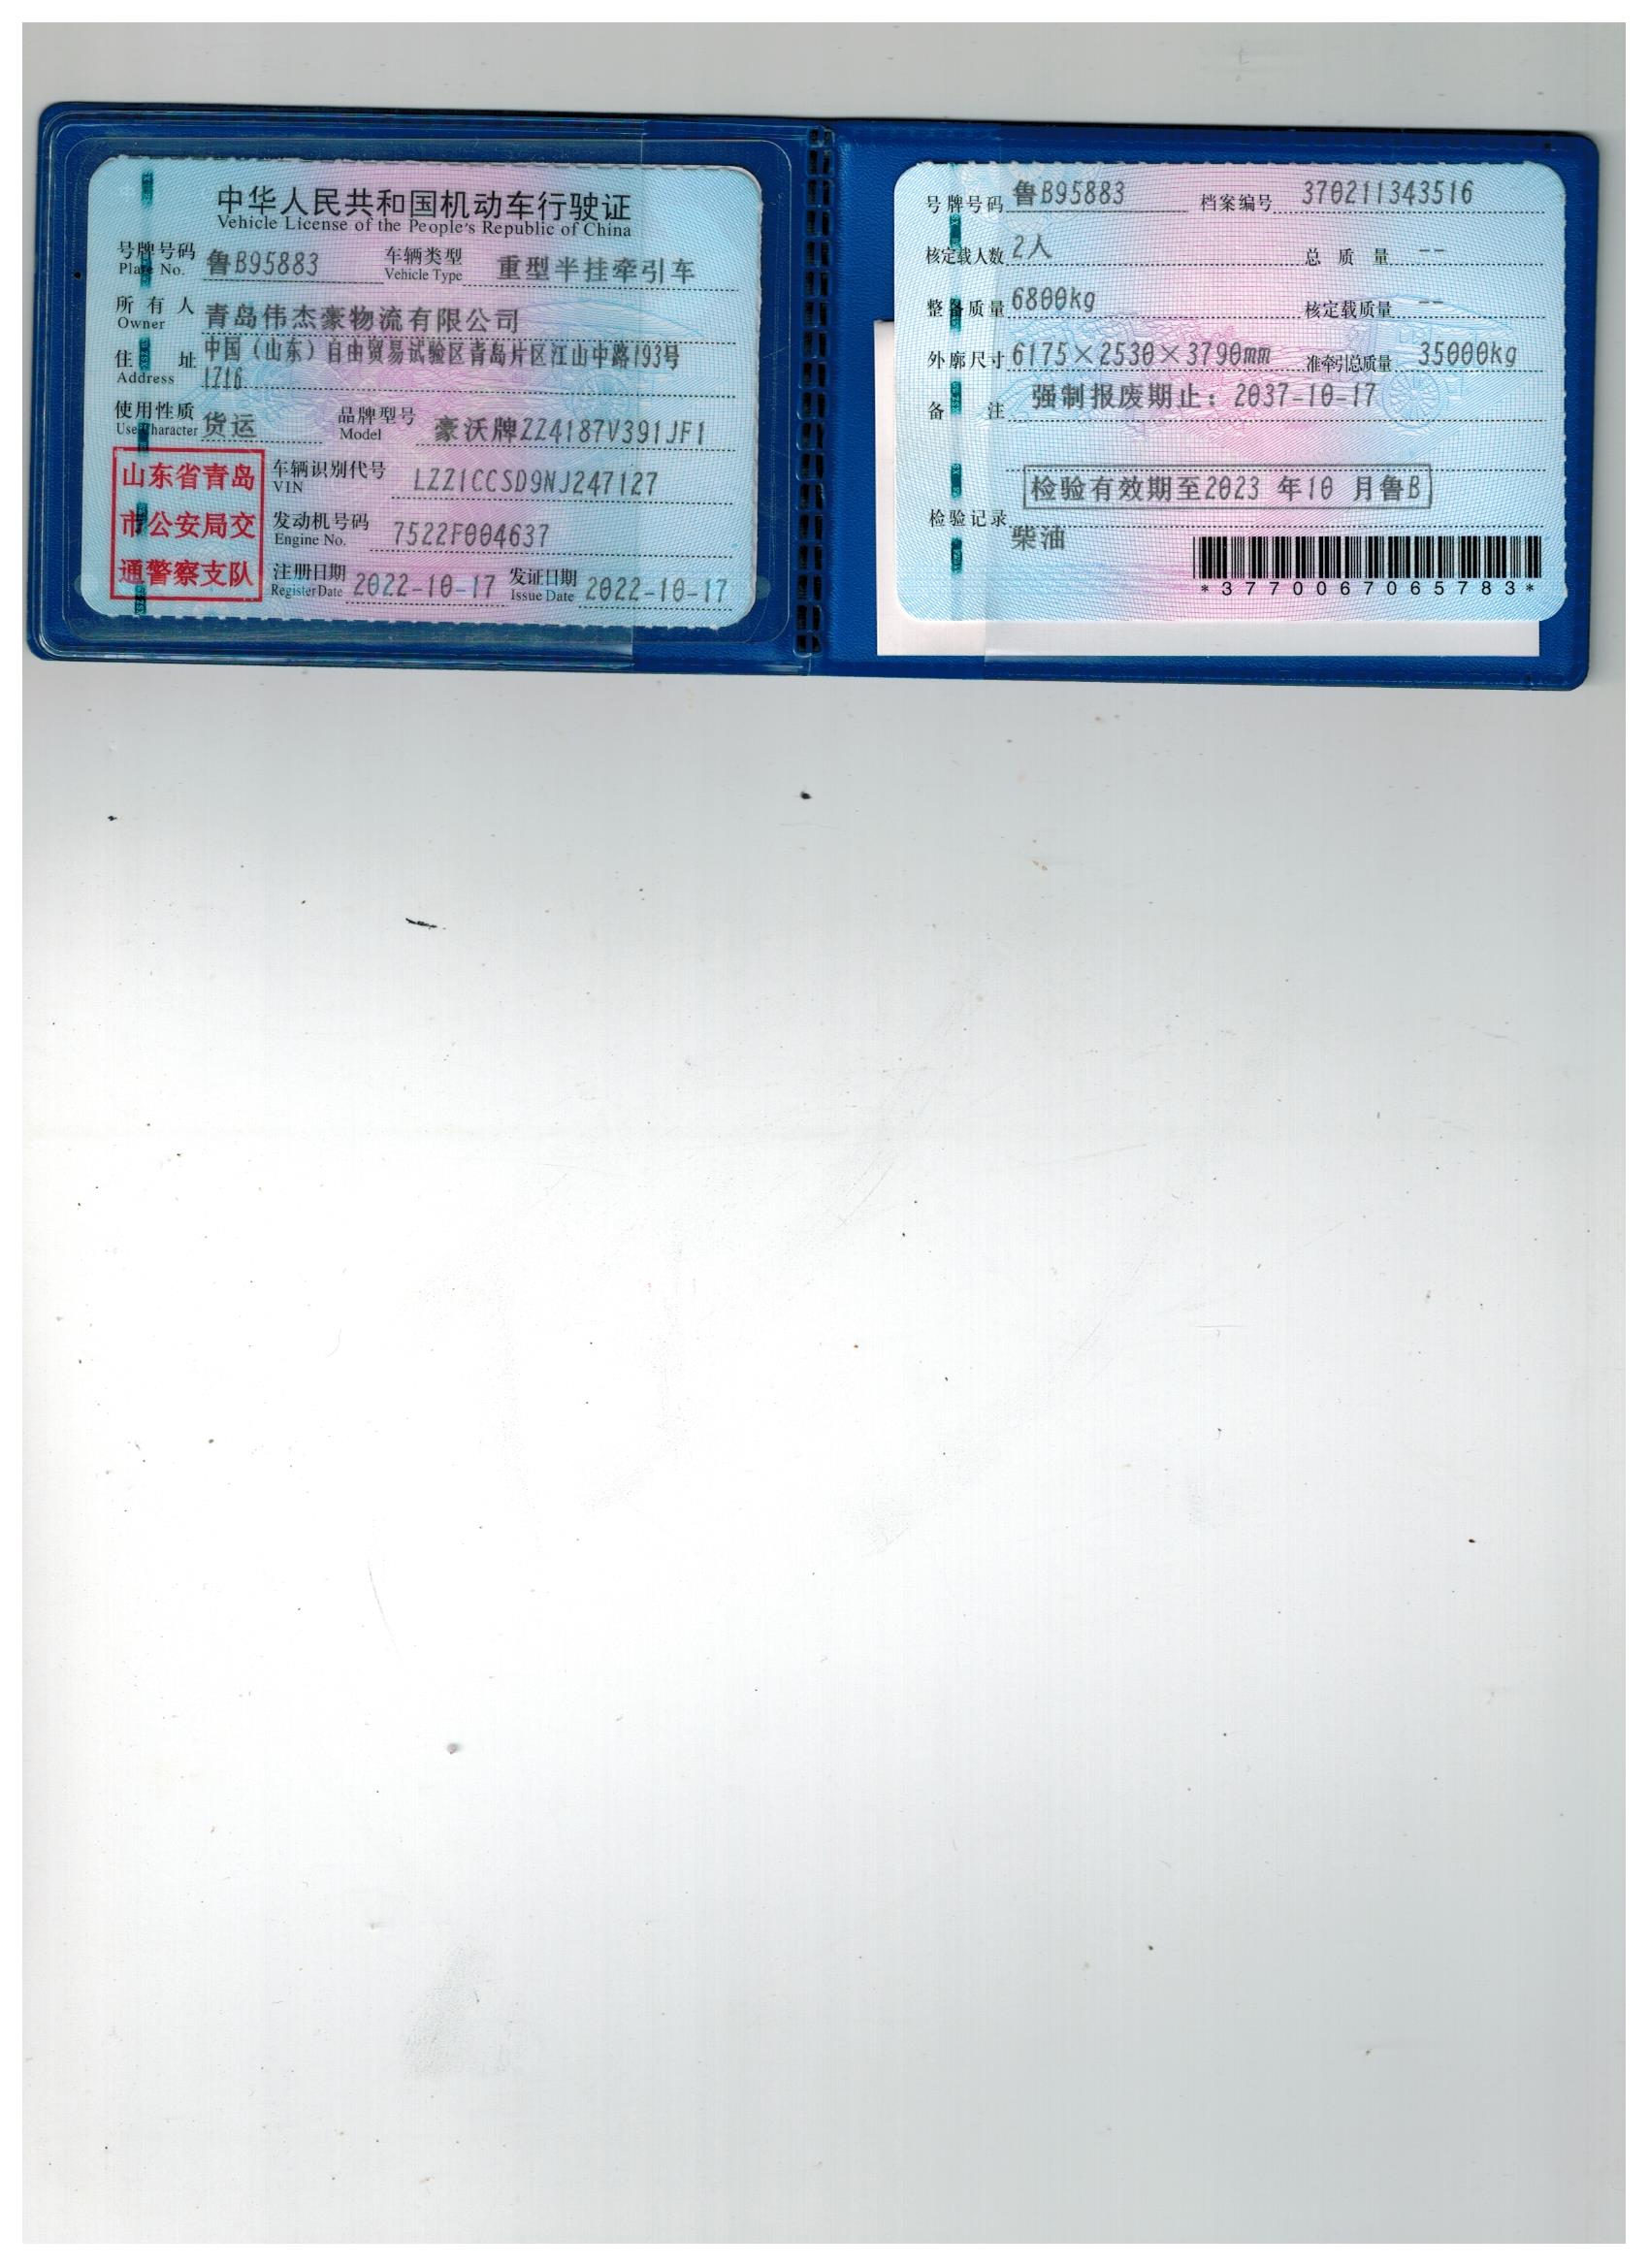 中华人民共和国机动车行驶证
Vehicle License of the People's Republic of China
号牌号码 鲁B95883 车辆类型 重型半挂牵引车
Plate No. Vehicle Type
所有人 青岛伟杰豪物流有限公司
Owner
住址 中国（山东）自由贸易试验区青岛片区江山中路193号
Address 1716
使用性质 货运 品牌型号 豪沃牌ZZ4187V391JF1
Use Character Model
山东省青岛
市公安局交
通警察支队
车辆识别代号 LZZ1CCSD9NJ247127
VIN
发动机号码 7522F004637
Engine No.
注册日期 2022-10-17 发证日期 2022-10-17
Register Date Issue Date
号牌号码 鲁B95883 档案编号 370211343516
核定载人数 2人 总质量 --
整备质量 6800kg 核定载质量 --
外廓尺寸 6175×2530×3790mm 准牵引总质量 35000kg
备注 强制报废期止：2037-10-17
检验有效期至2023 年10 月鲁B
检验记录
柴油
*3770067065783*